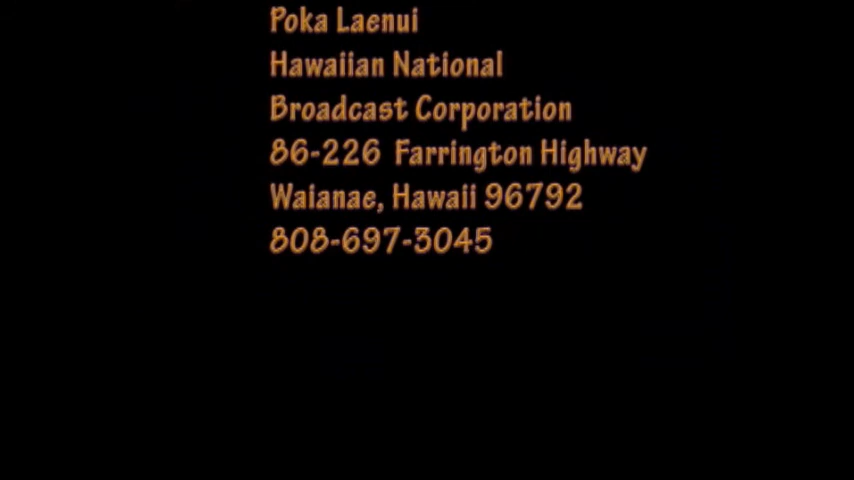 Poka Laenui
Hawaiian National
Broadcast Corporation
86-226 Farrington Highway
Waianae, Hawaii 96792
808-697-3045